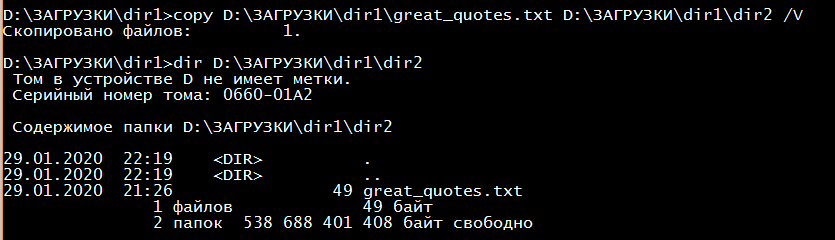 D:\ЗАГРУЗКИ\dir1>copy D:\ЗАГРУЗКИ\dir1\great_quotes.txt D:\ЗАГРУЗКИ\dir1\dir2 /V
Скопировано файлов:         1.
D:\ЗАГРУЗКИ\dir1>dir D:\ЗАГРУЗКИ\dir1\dir2
Том в устройстве D не имеет метки.
Серийный номер тома: 0660-01A2
Содержимое папки D:\ЗАГРУЗКИ\dir1\dir2
29.01.2020  22:19    <DIR>          .
29.01.2020  22:19    <DIR>          ..
29.01.2020  21:26                49 great_quotes.txt
1 файлов             49 байт
2 папок  538 688 401 408 байт свободно